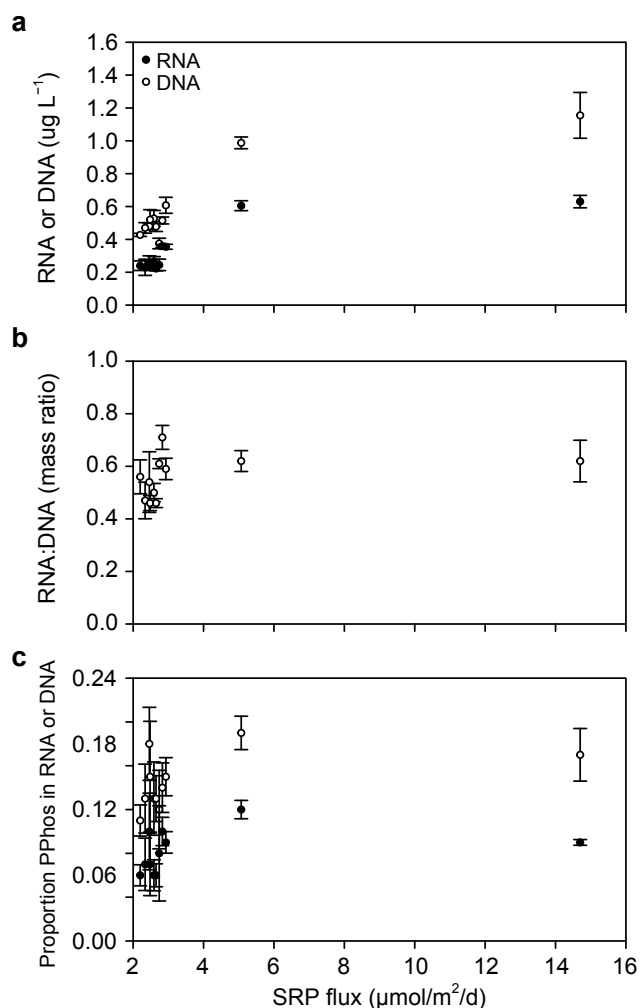 a
1.6
1.4
1.2
1.0
0.8
0.6
0.4
0.2
0.0
RNA or DNA (ug L⁻¹)
RNA
DNA
b
1.0
0.8
0.6
0.4
0.2
0.0
RNA:DNA (mass ratio)
c
0.24
0.18
0.12
0.06
0.00
Proportion PPhos in RNA or DNA
2 4 6 8 10 12 14 16
SRP flux (µmol/m²/d)